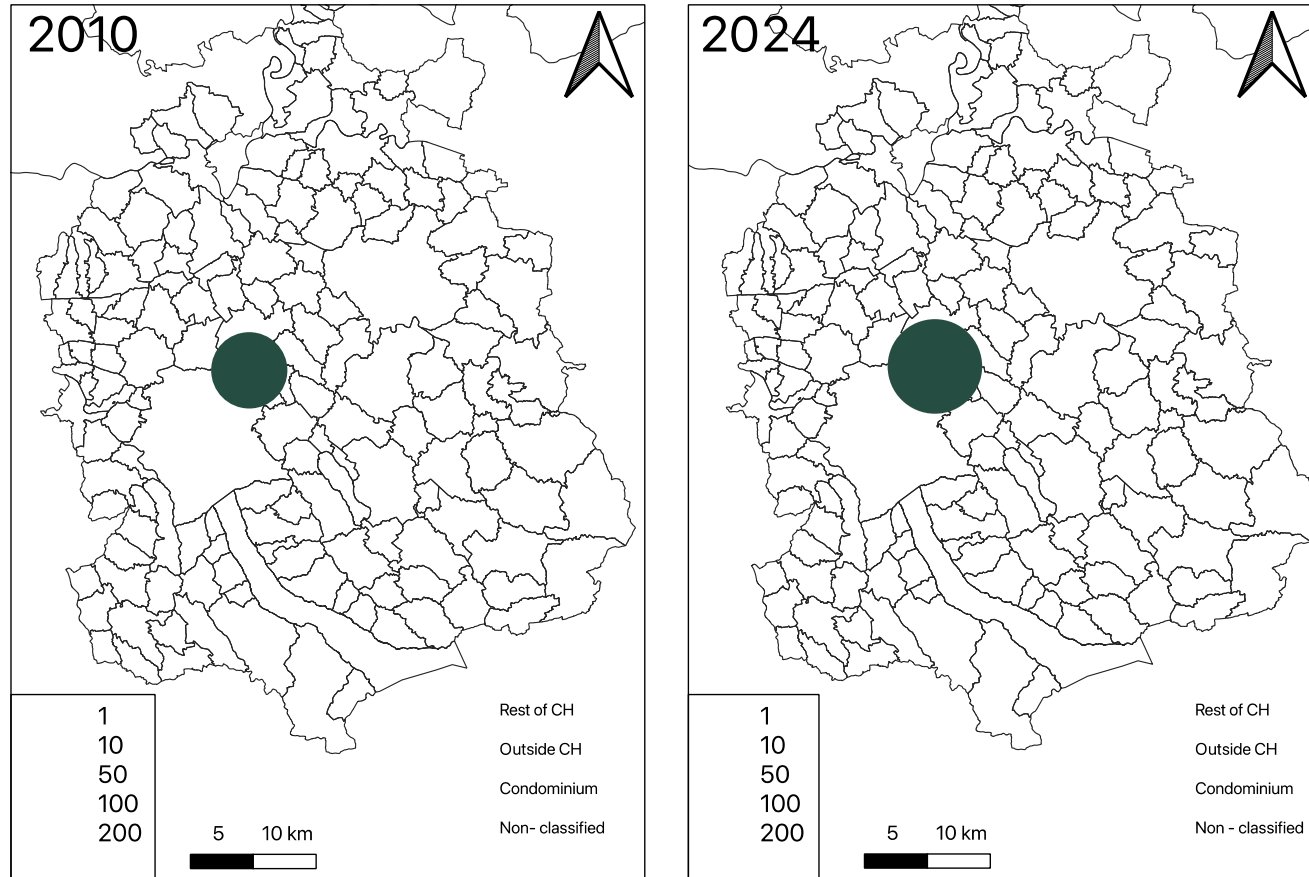 2010
1
10
50
100
200
5 10 km
Rest of CH
Outside CH
Condominium
Non- classified
2024
1
10
50
100
200
5 10 km
Rest of CH
Outside CH
Condominium
Non - classified